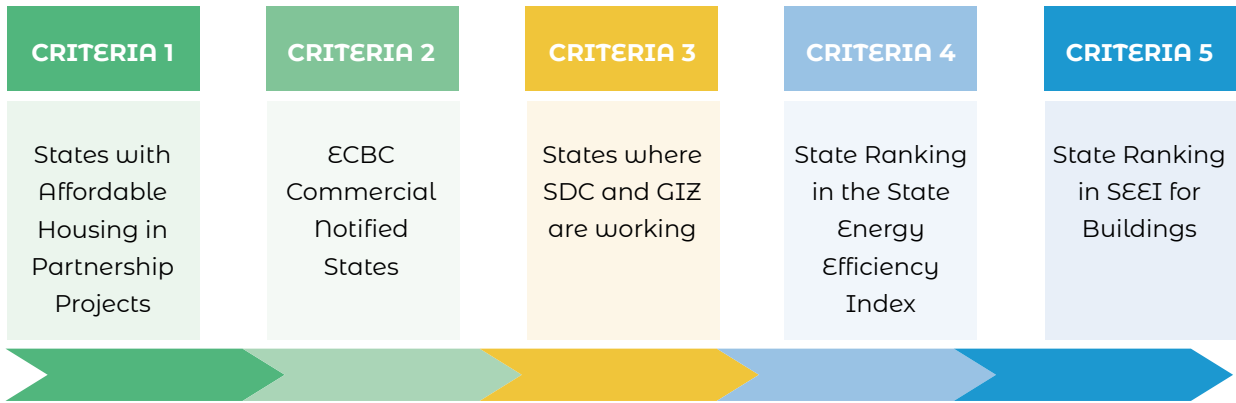 CRITERIA 1
States with
Affordable
Housing in
Partnership
Projects
CRITERIA 2
ECBC
Commercial
Notified
States
CRITERIA 3
States where
SDC and GIZ
are working
CRITERIA 4
State Ranking
in the State
Energy
Efficiency
Index
CRITERIA 5
State Ranking
in SEEI for
Buildings